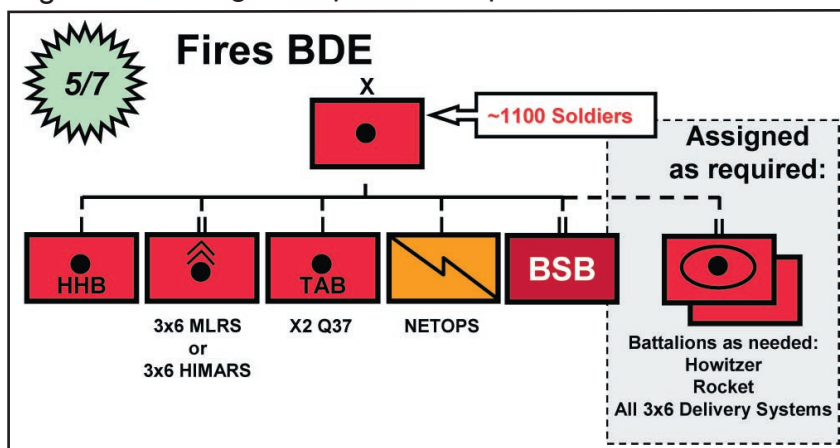 5/7
Fires BDE
X
~1100 Soldiers
Assigned
as required:
HHB
TAB
BSB
3x6 MLRS
or
3x6 HIMARS
X2 Q37
NETOPS
Battalions as needed:
Howitzer
Rocket
All 3x6 Delivery Systems